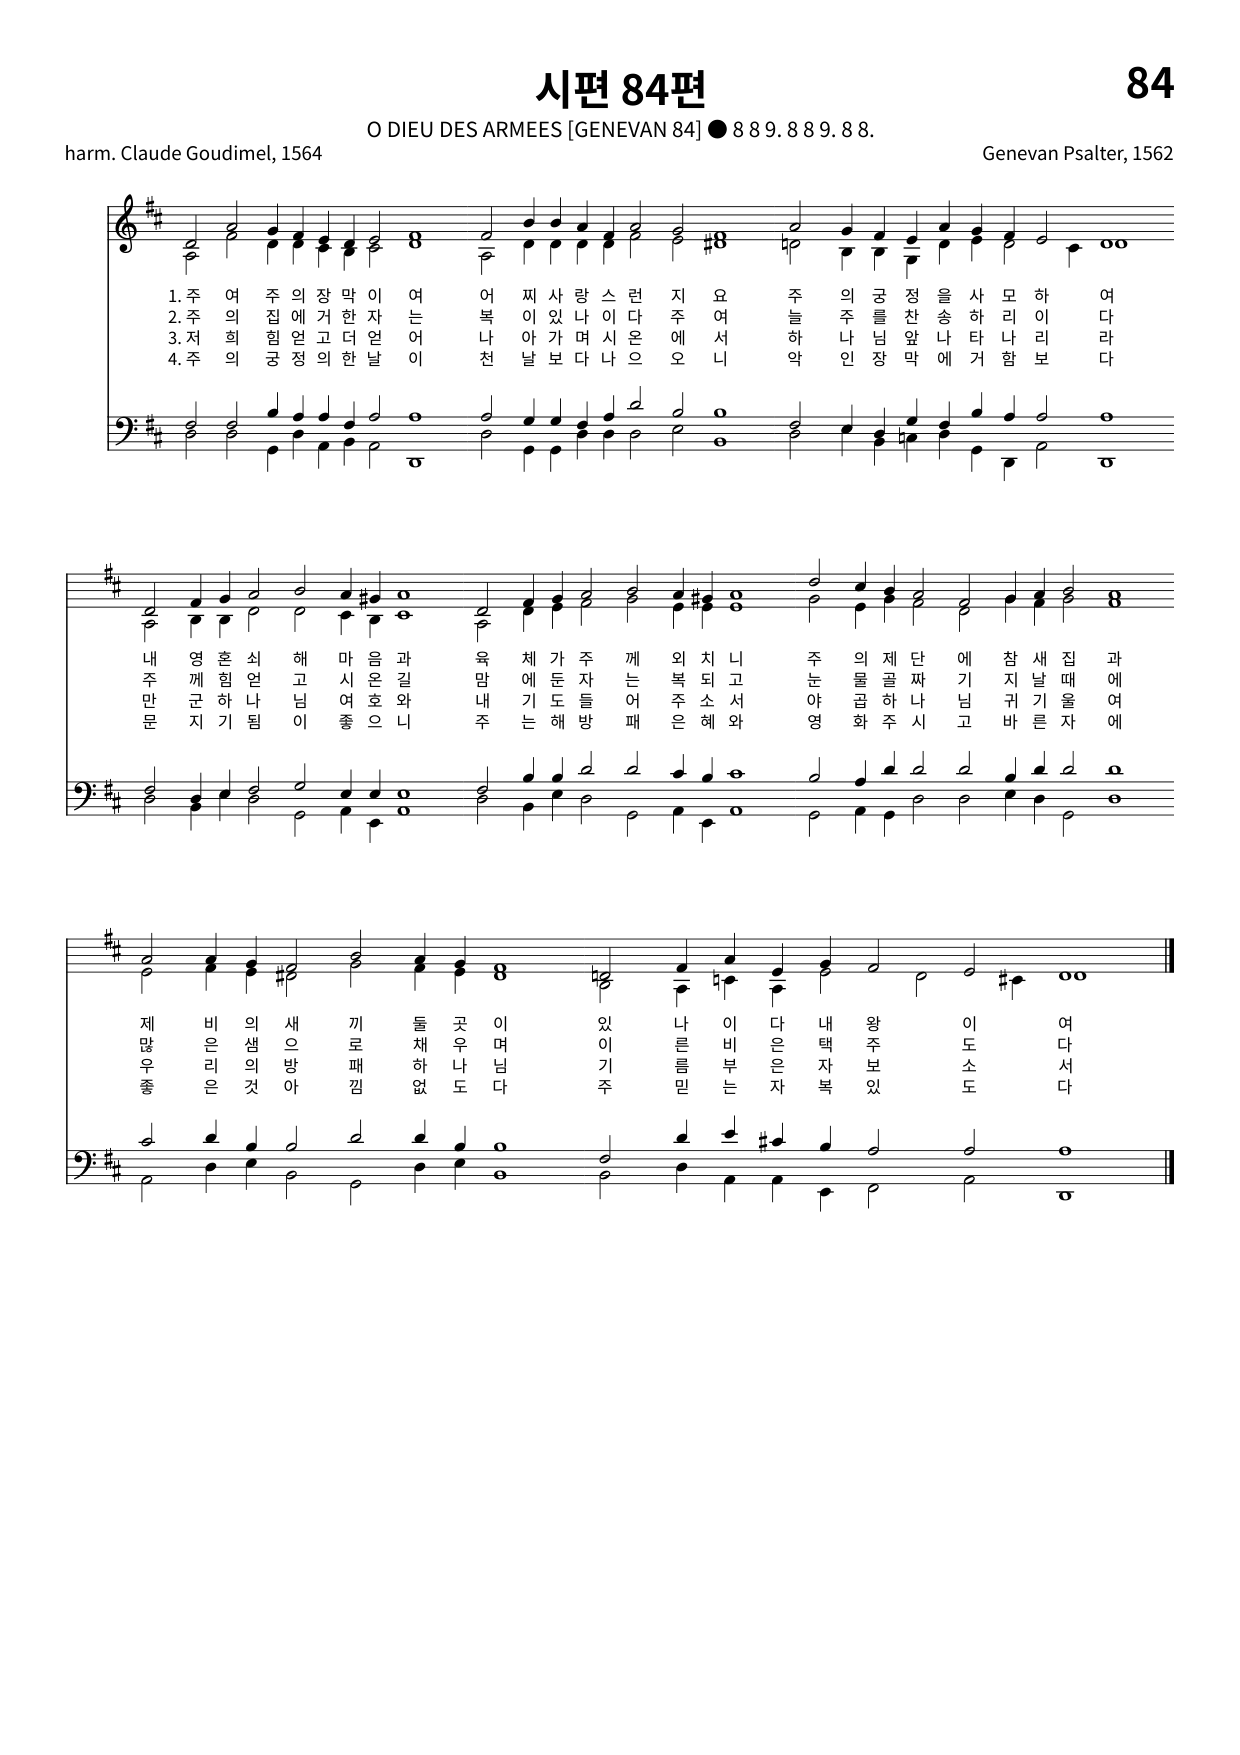 시편 84편
84
O DIEU DES ARMEES [GENEVAN 84] ● 8 8 9. 8 8 9. 8 8.
harm. Claude Goudimel, 1564
Genevan Psalter, 1562
1. 주 여 주 의 장 막 이 여 어 찌 사 랑 스 런 지 요 주 의 궁 정 을 사 모 하 여
2. 주 의 집 에 거 한 자 는 복 이 있 나 이 다 주 여 늘 주 를 찬 송 하 리 이 다
3. 저 희 힘 얻 고 더 얻 어 나 아 가 며 시 온 에 서 하 나 님 앞 나 타 나 리 라
4. 주 의 궁 정 의 한 날 이 천 날 보 다 나 으 오 니 악 인 장 막 에 거 함 보 다
내 영 혼 쇠 해 마 음 과 육 체 가 주 께 외 치 니 주 의 제 단 에 참 새 집 과
주 께 힘 얻 고 시 온 길 맘 에 둔 자 는 복 되 고 눈 물 골 짜 기 지 날 때 에
만 군 하 나 님 여 호 와 내 기 도 들 어 주 소 서 야 곱 하 나 님 귀 기 울 여
문 지 기 됨 이 좋 으 니 주 는 해 방 패 은 혜 와 영 화 주 시 고 바 른 자 에
제 비 의 새 끼 둘 곳 이 있 나 이 다 내 왕 이 여
많 은 샘 으 로 채 우 며 이 른 비 은 택 주 도 다
우 리 의 방 패 하 나 님 기 름 부 은 자 보 소 서
좋 은 것 아 낌 없 도 다 주 믿 는 자 복 있 도 다